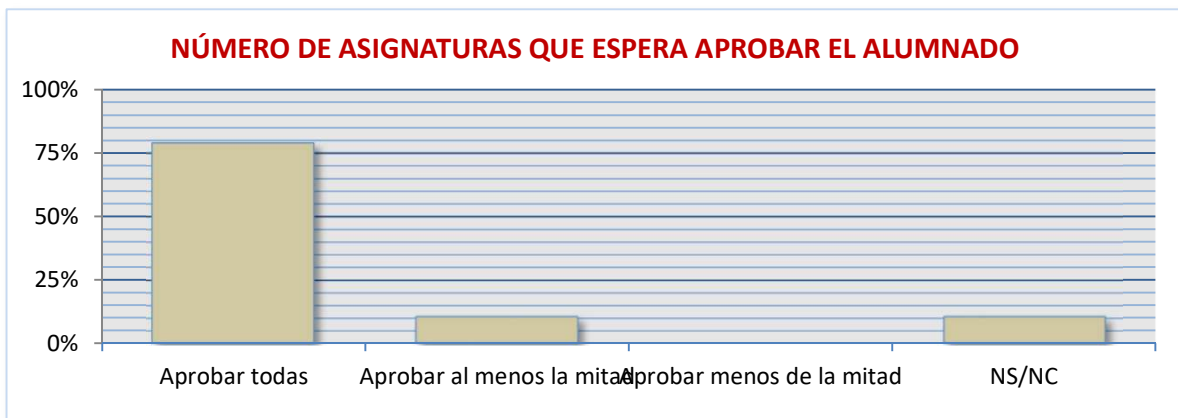 NÚMERO DE ASIGNATURAS QUE ESPERA APROBAR EL ALUMNADO
100%
75%
50%
25%
0%
Aprobar todas
Aprobar al menos la mitad
Aprobar menos de la mitad
NS/NC